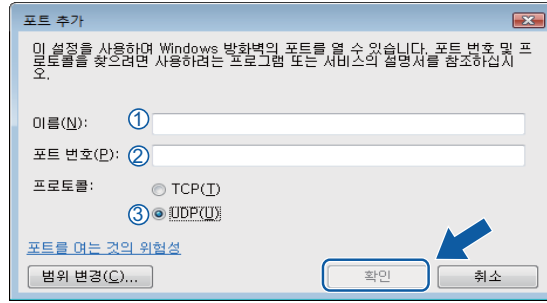 포트 추가
이 설정을 사용하여 Windows 방화벽의 포트를 열 수 있습니다. 포트 번호 및 프
로토콜을 찾으려면 사용하려는 프로그램 또는 서비스의 설명서를 참조하십시
오.
이름(N): ①
포트 번호(P): ②
프로토콜: TCP(T)
③ UDP(U)
포트를 여는 것의 위험성
범위 변경(C)... 확인 취소